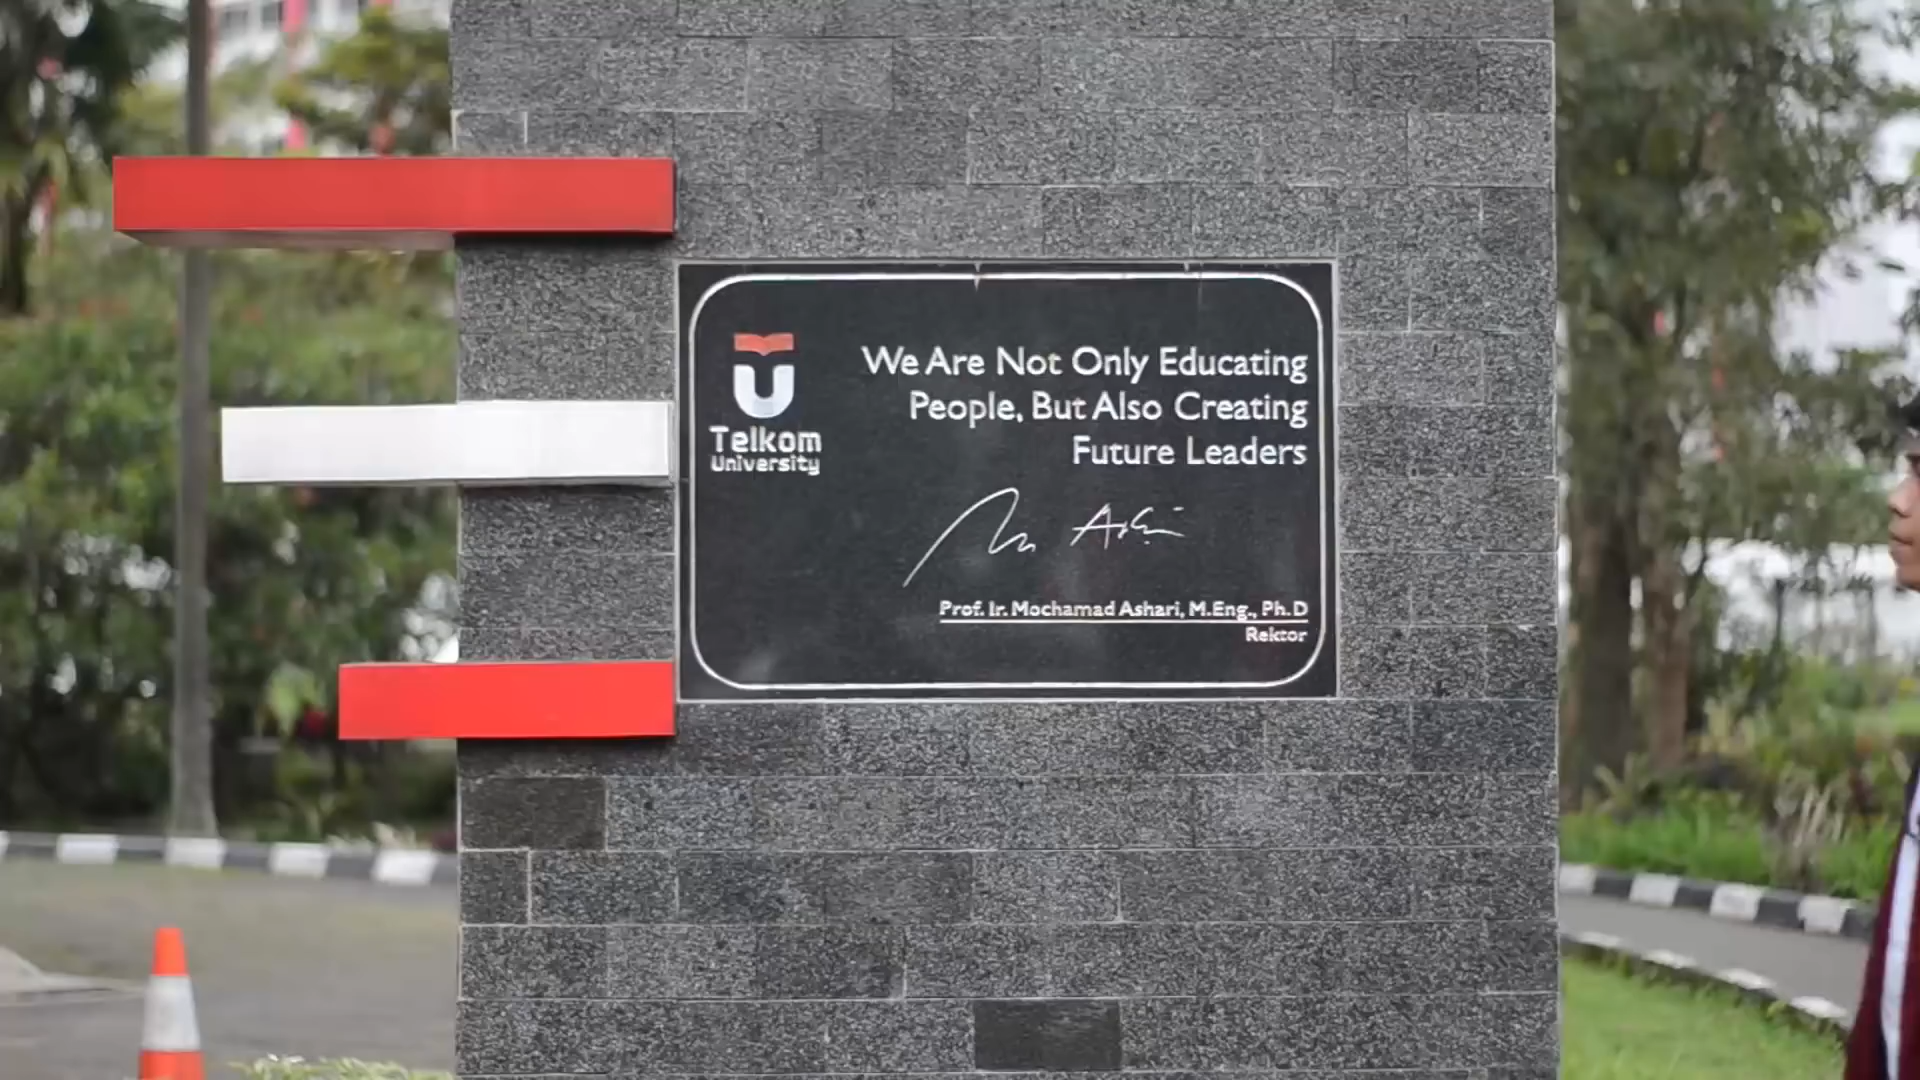 Telkom
University
We Are Not Only Educating
People, But Also Creating
Future Leaders
Prof. Ir. Mochamad Ashari, M.Eng., Ph.D
Rektor